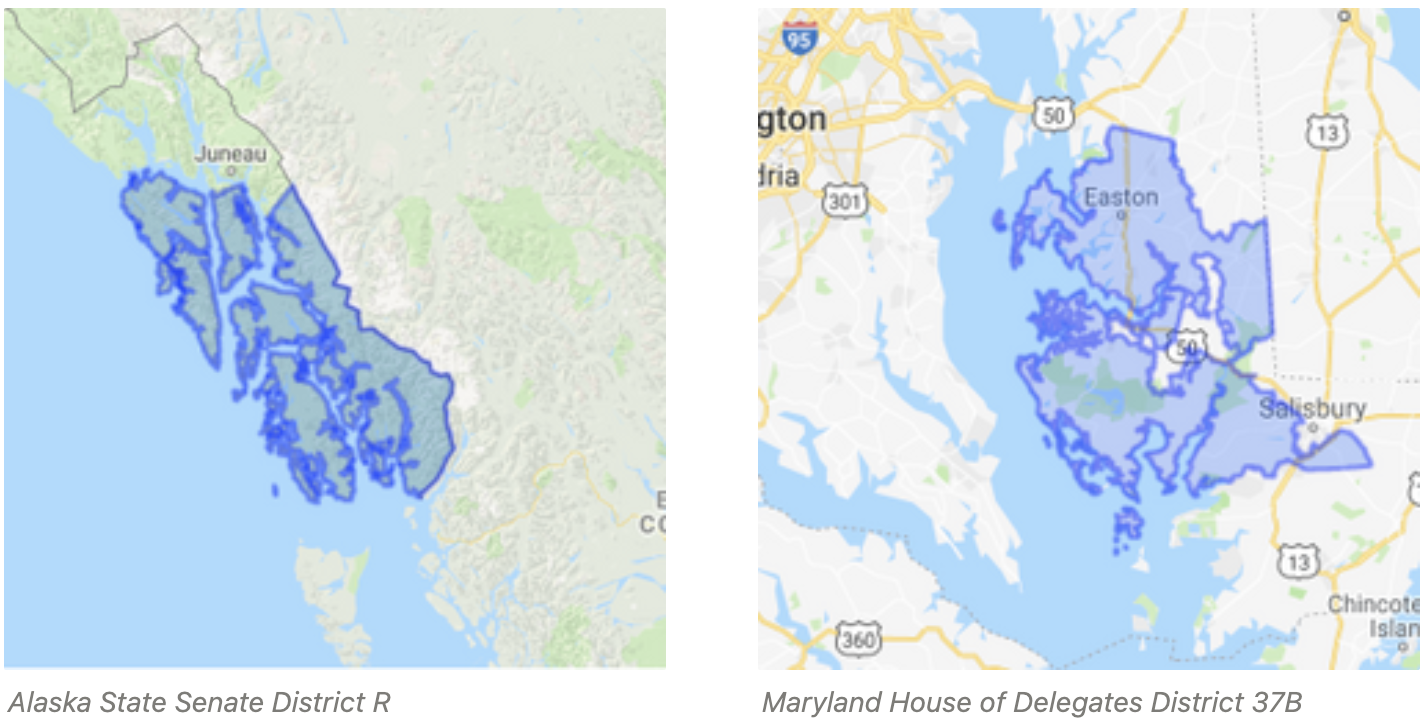 Juneau
E
CO
95
gton
50
13
dria
301
Easton
50
Salisbury
13
Chincote
Islan
360
Alaska State Senate District R
Maryland House of Delegates District 37B